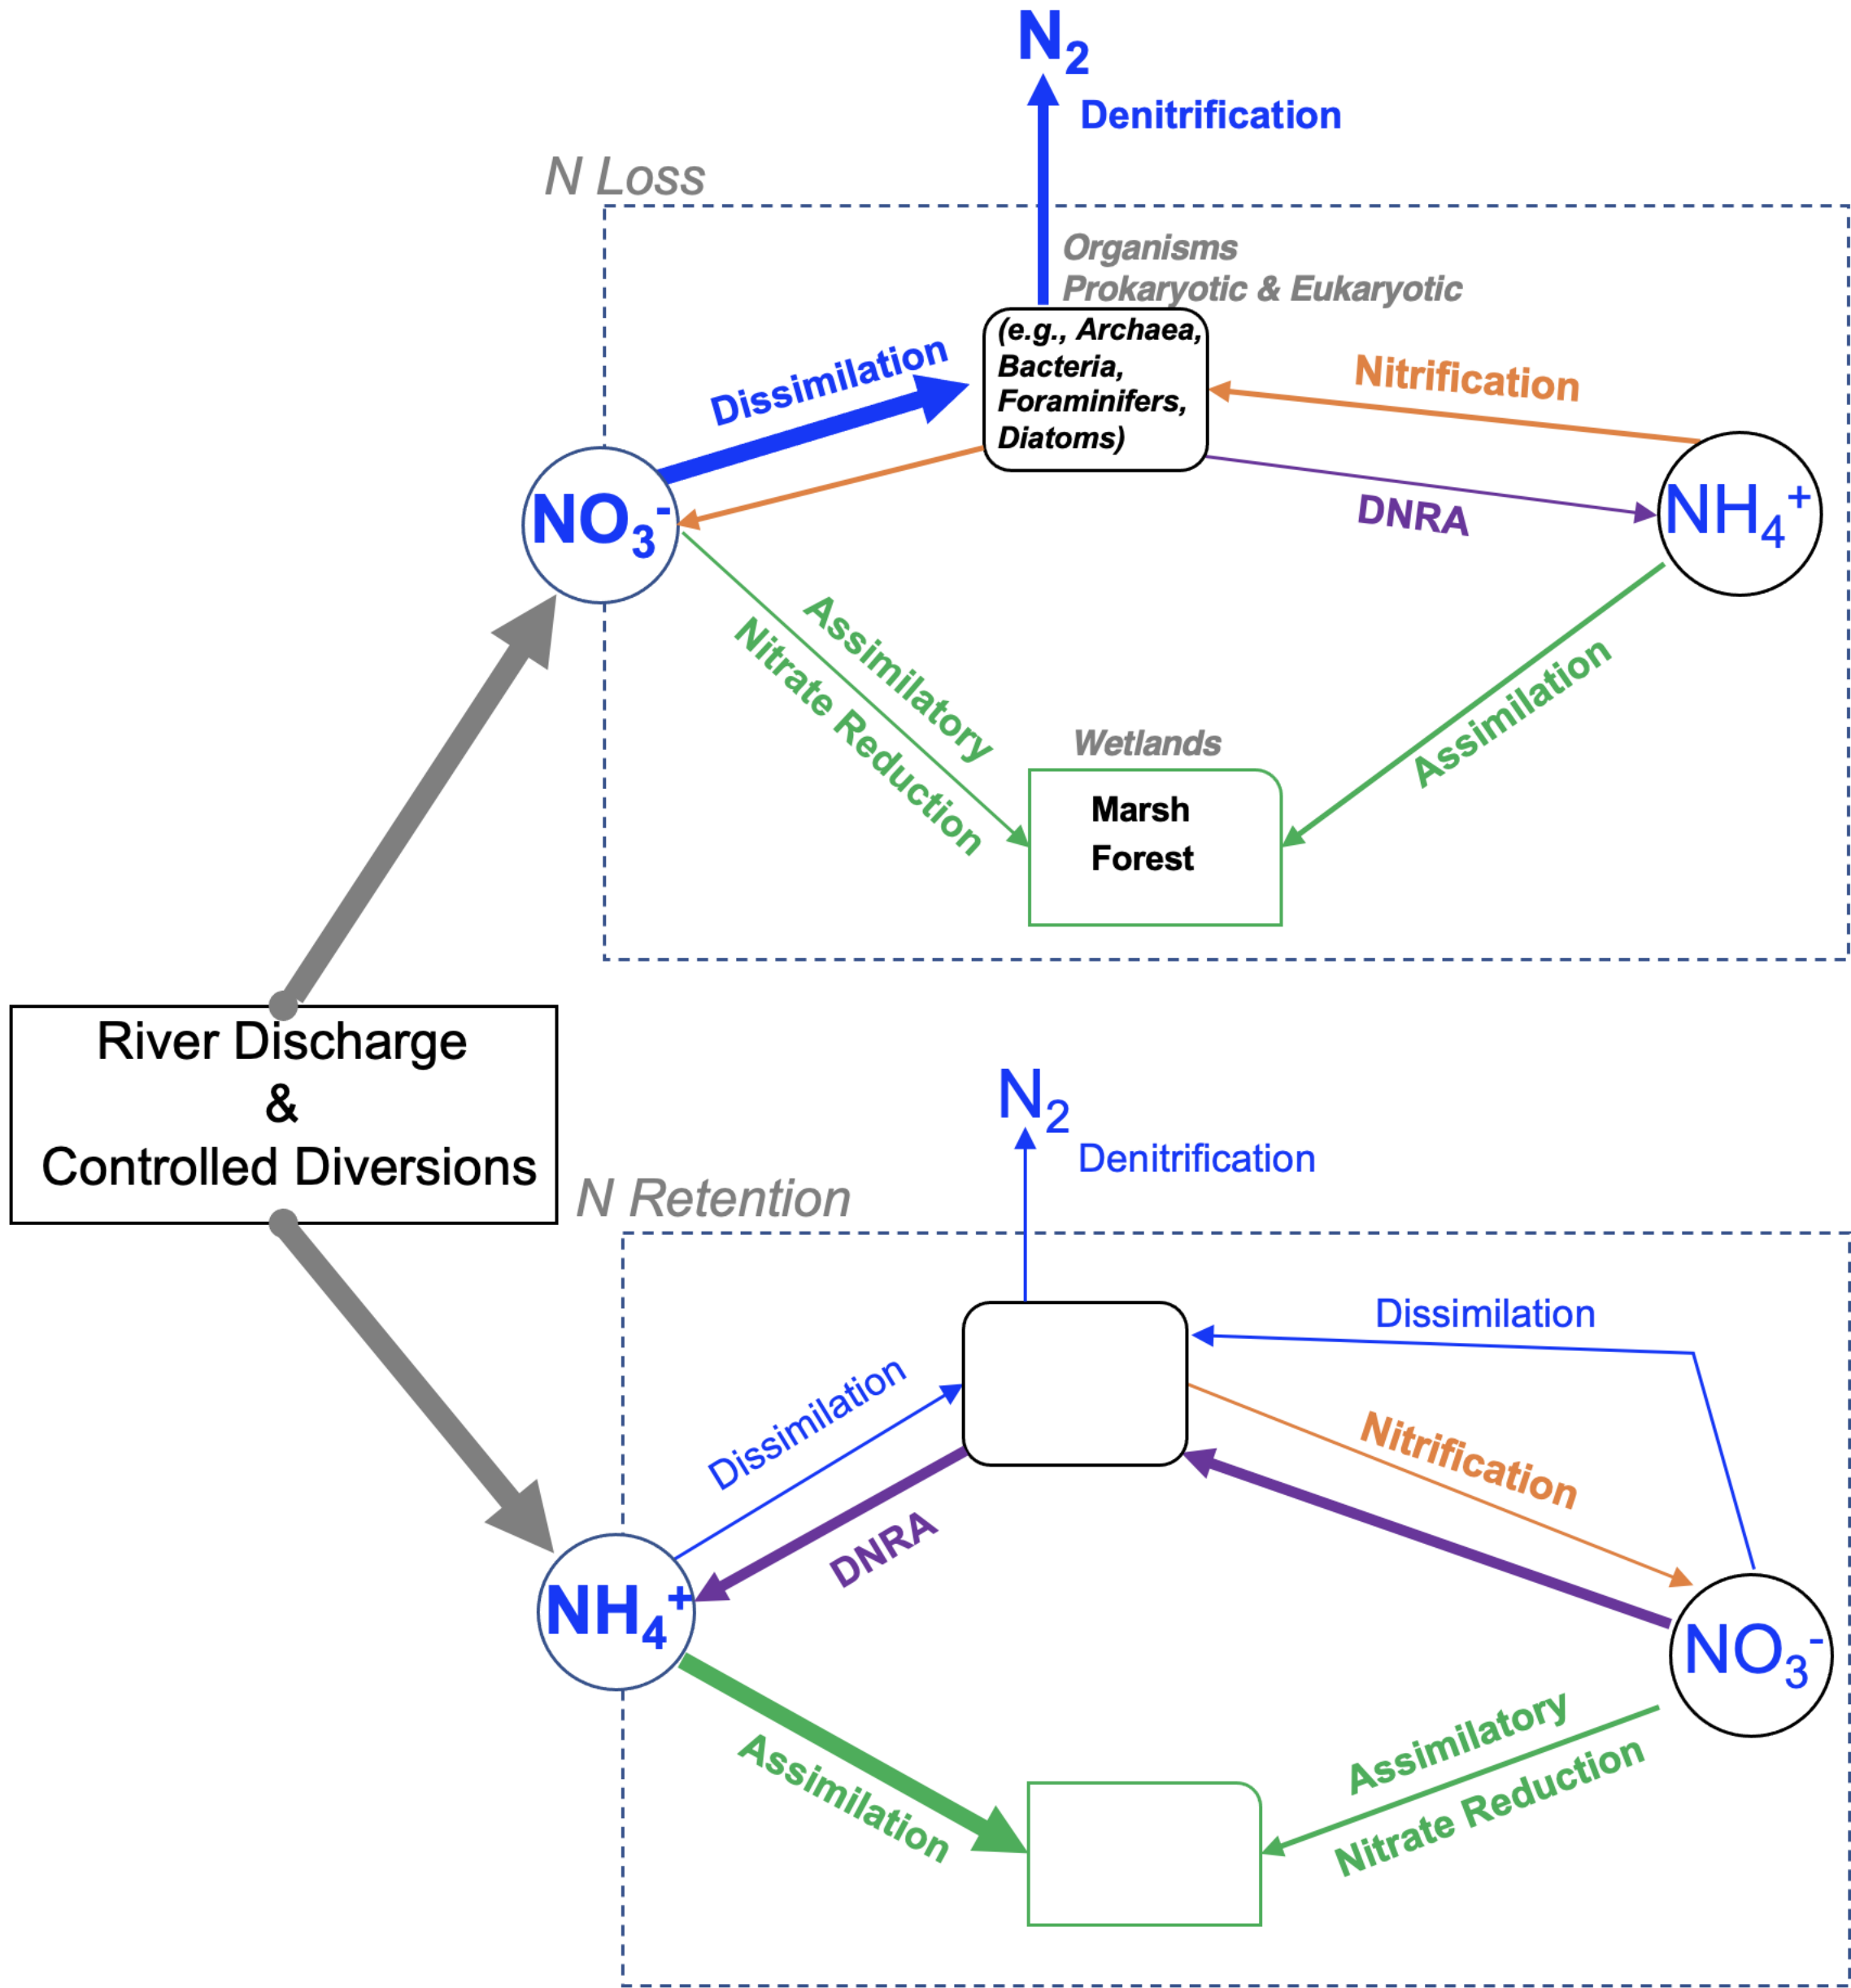 N₂
Denitrification
N Loss
Organisms
Prokaryotic & Eukaryotic
(e.g., Archaea,
Bacteria,
Foraminifers,
Diatoms)
Dissimilation
Nitrification
NO₃⁻
DNRA
NH₄⁺
Assimilatory
Nitrate Reduction
Assimilation
Wetlands
Marsh
Forest
River Discharge
&
Controlled Diversions
N₂
Denitrification
N Retention
Dissimilation
Dissimilation
Nitrification
DNRA
NH₄⁺
NO₃⁻
Assimilation
Assimilatory
Nitrate Reduction